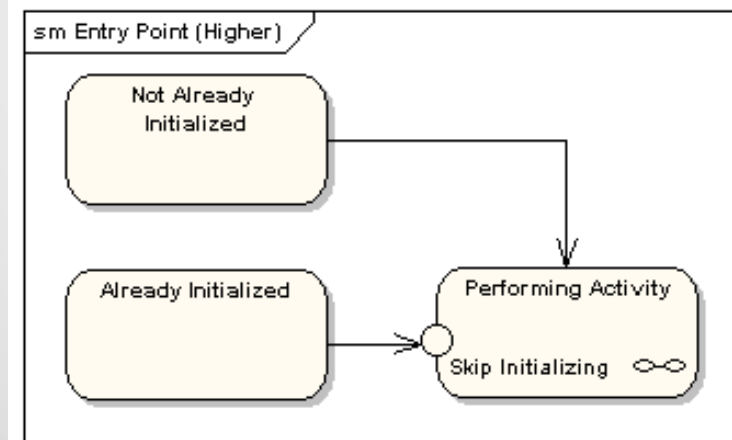 sm Entry Point (Higher)
Not Already
Initialized
Already Initialized
Performing Activity
Skip Initializing